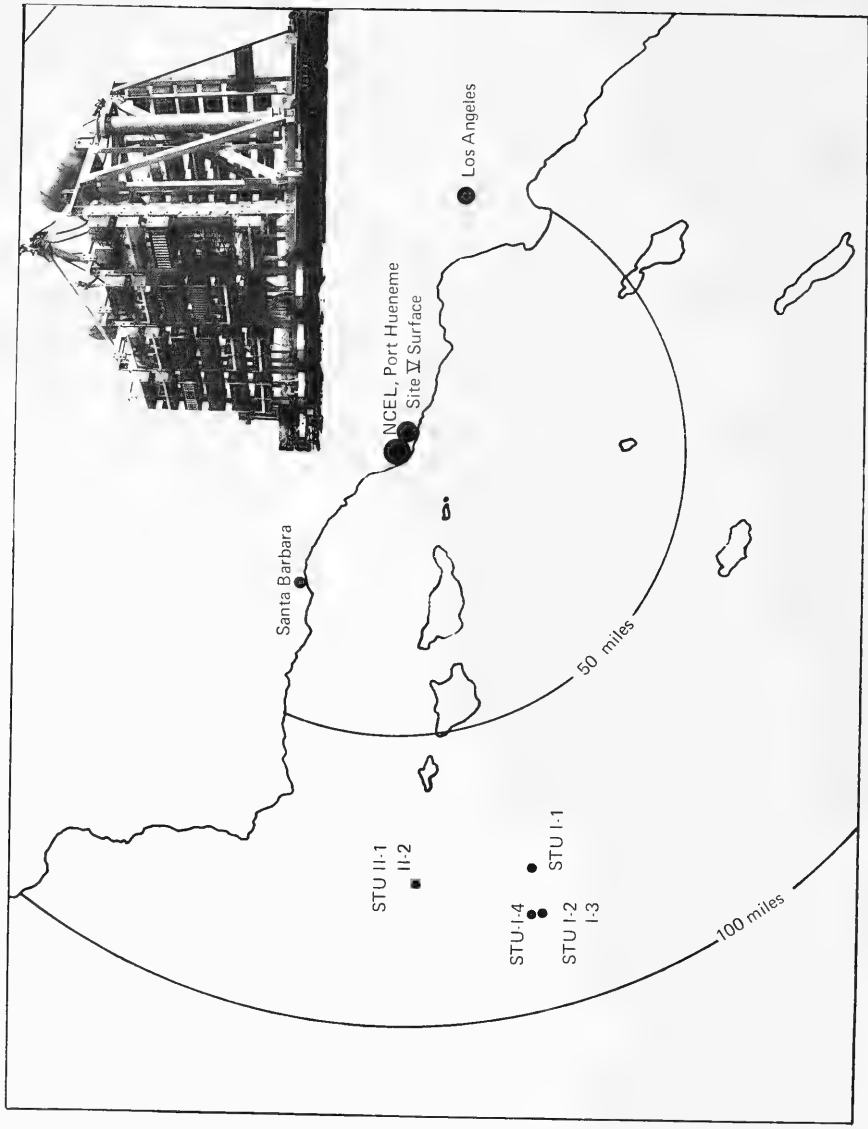 Los Angeles
NCEL, Port Hueneme
Site V Surface
Santa Barbara
50 miles
STU II-1
II-2
STU I-1
STU-I-4
STU I-2
I-3
100 miles